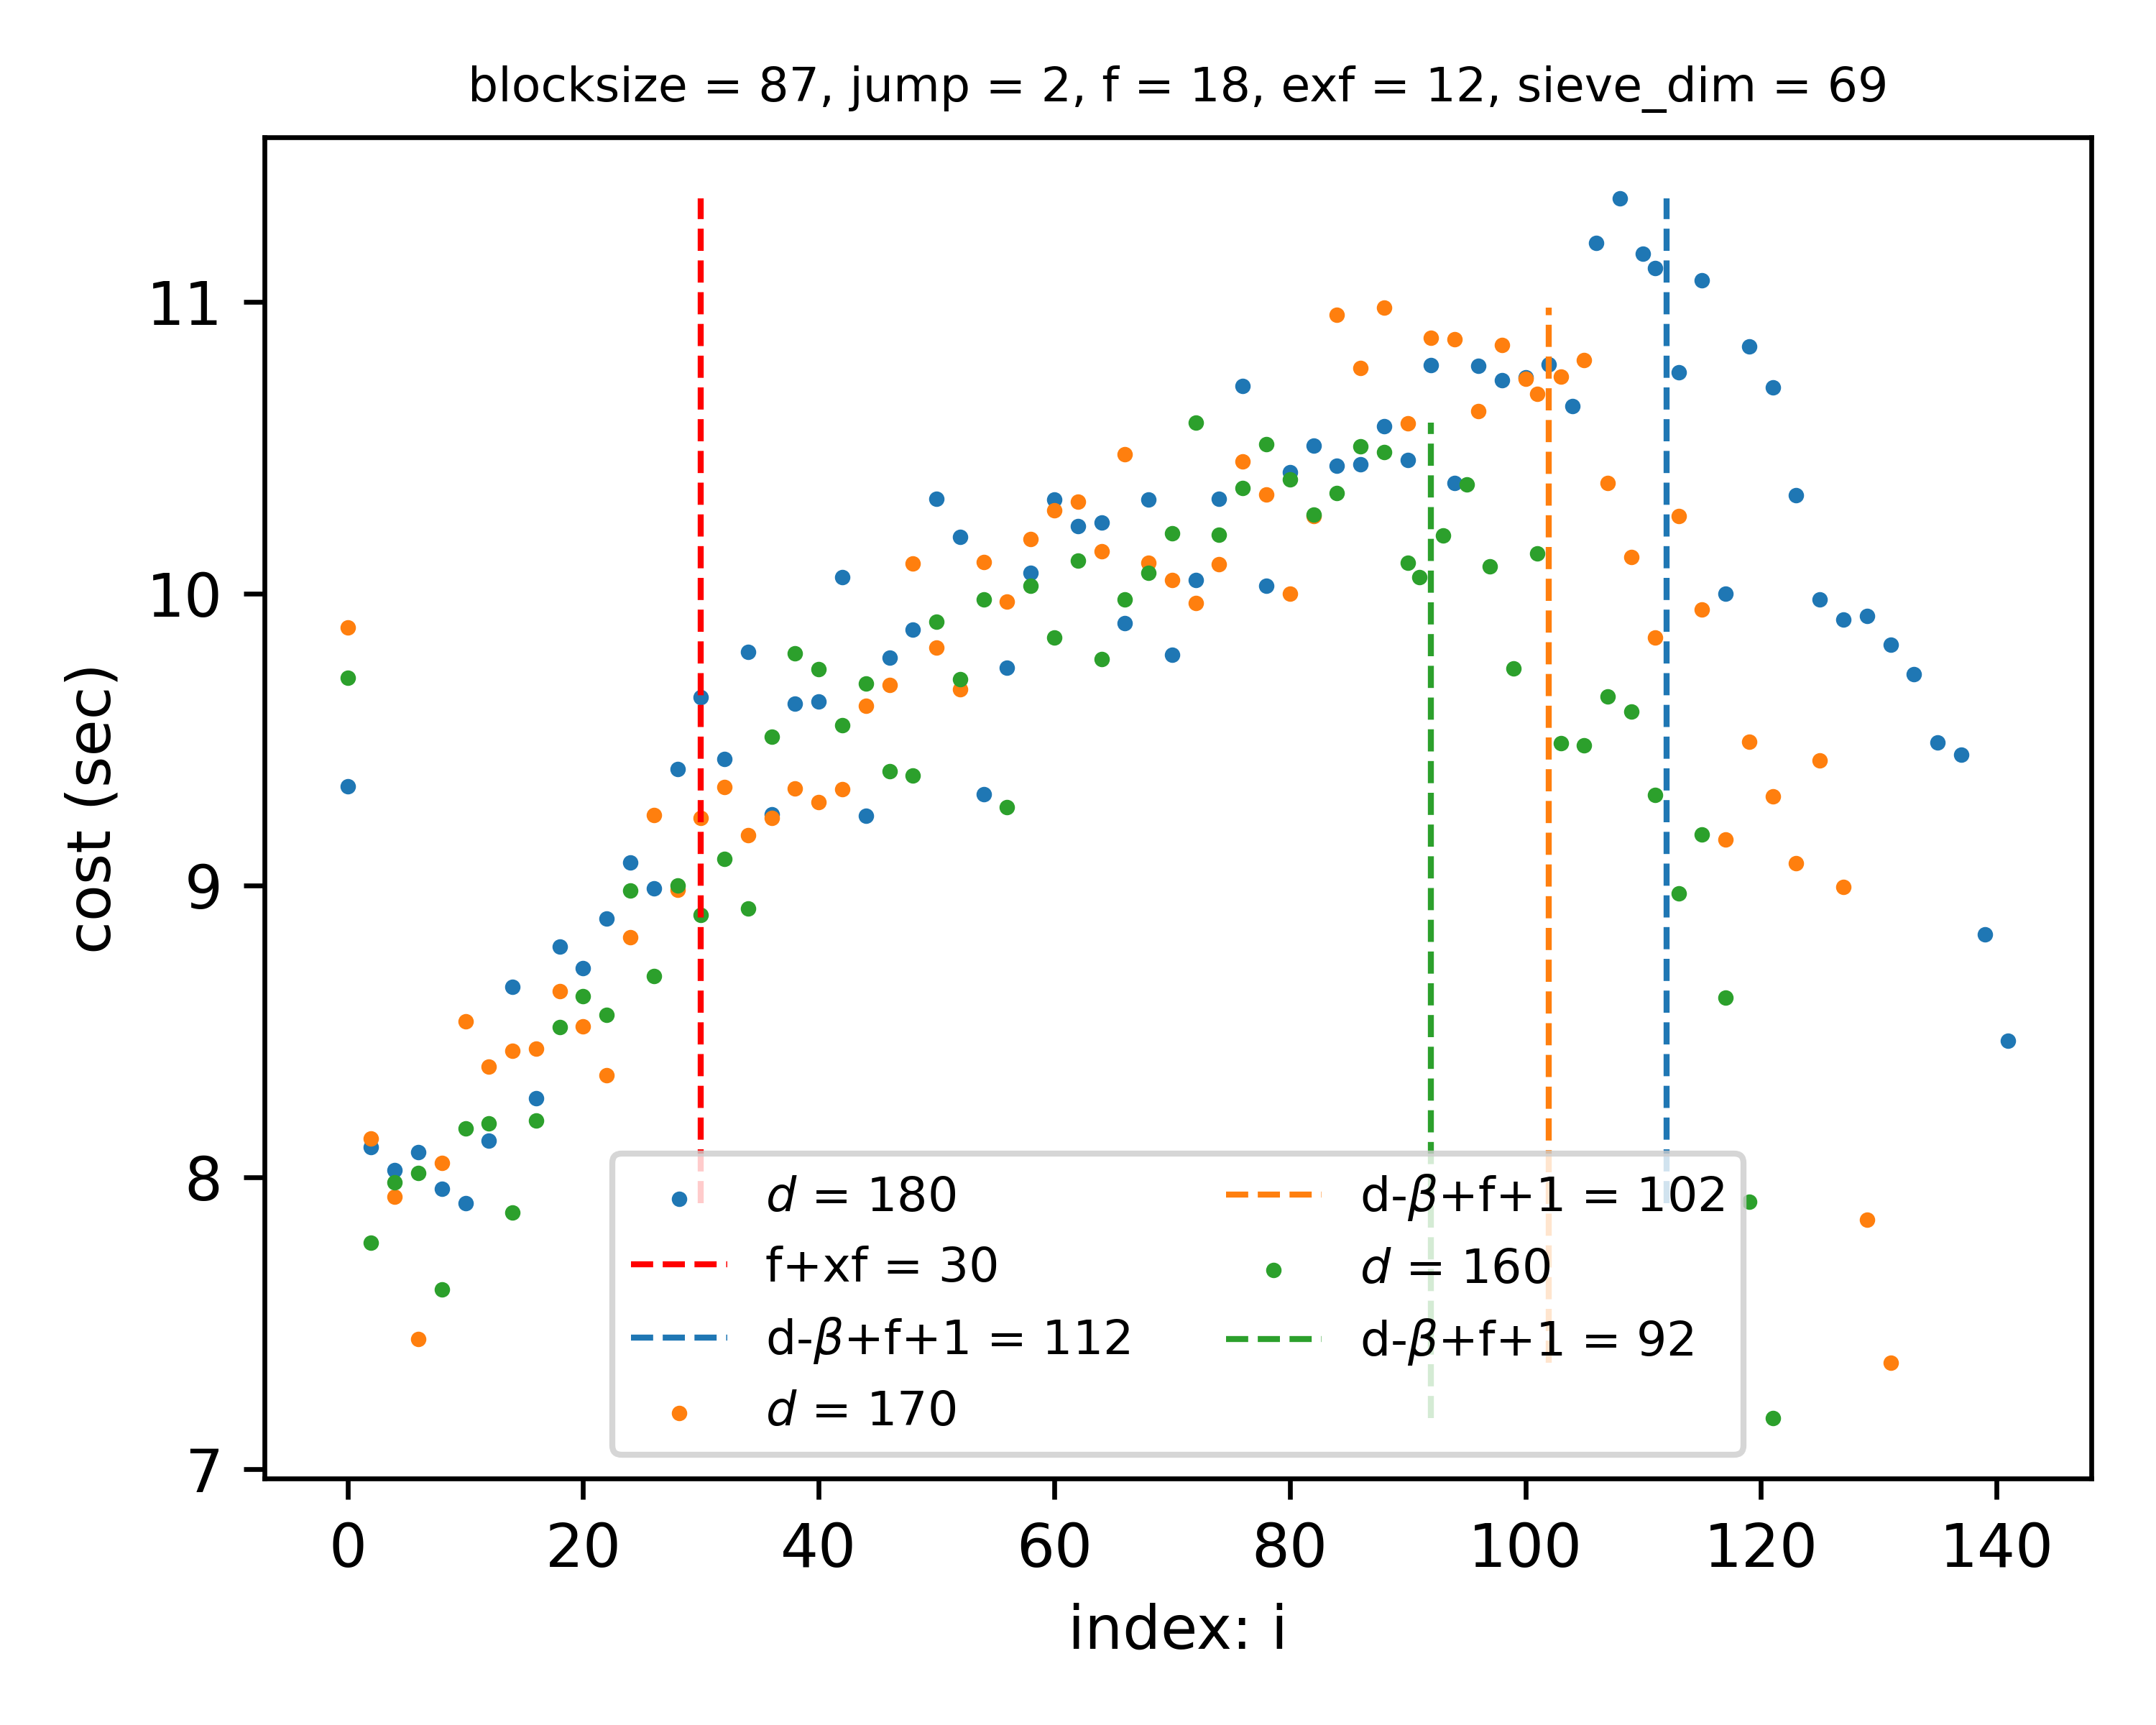 blocksize = 87, jump = 2, f = 18, exf = 12, sieve_dim = 69
cost (sec)
11
10
9
8
7
d = 180
f+xf = 30
d-β+f+1 = 112
d = 170
d-β+f+1 = 102
d = 160
d-β+f+1 = 92
0 20 40 60 80 100 120 140
index: i